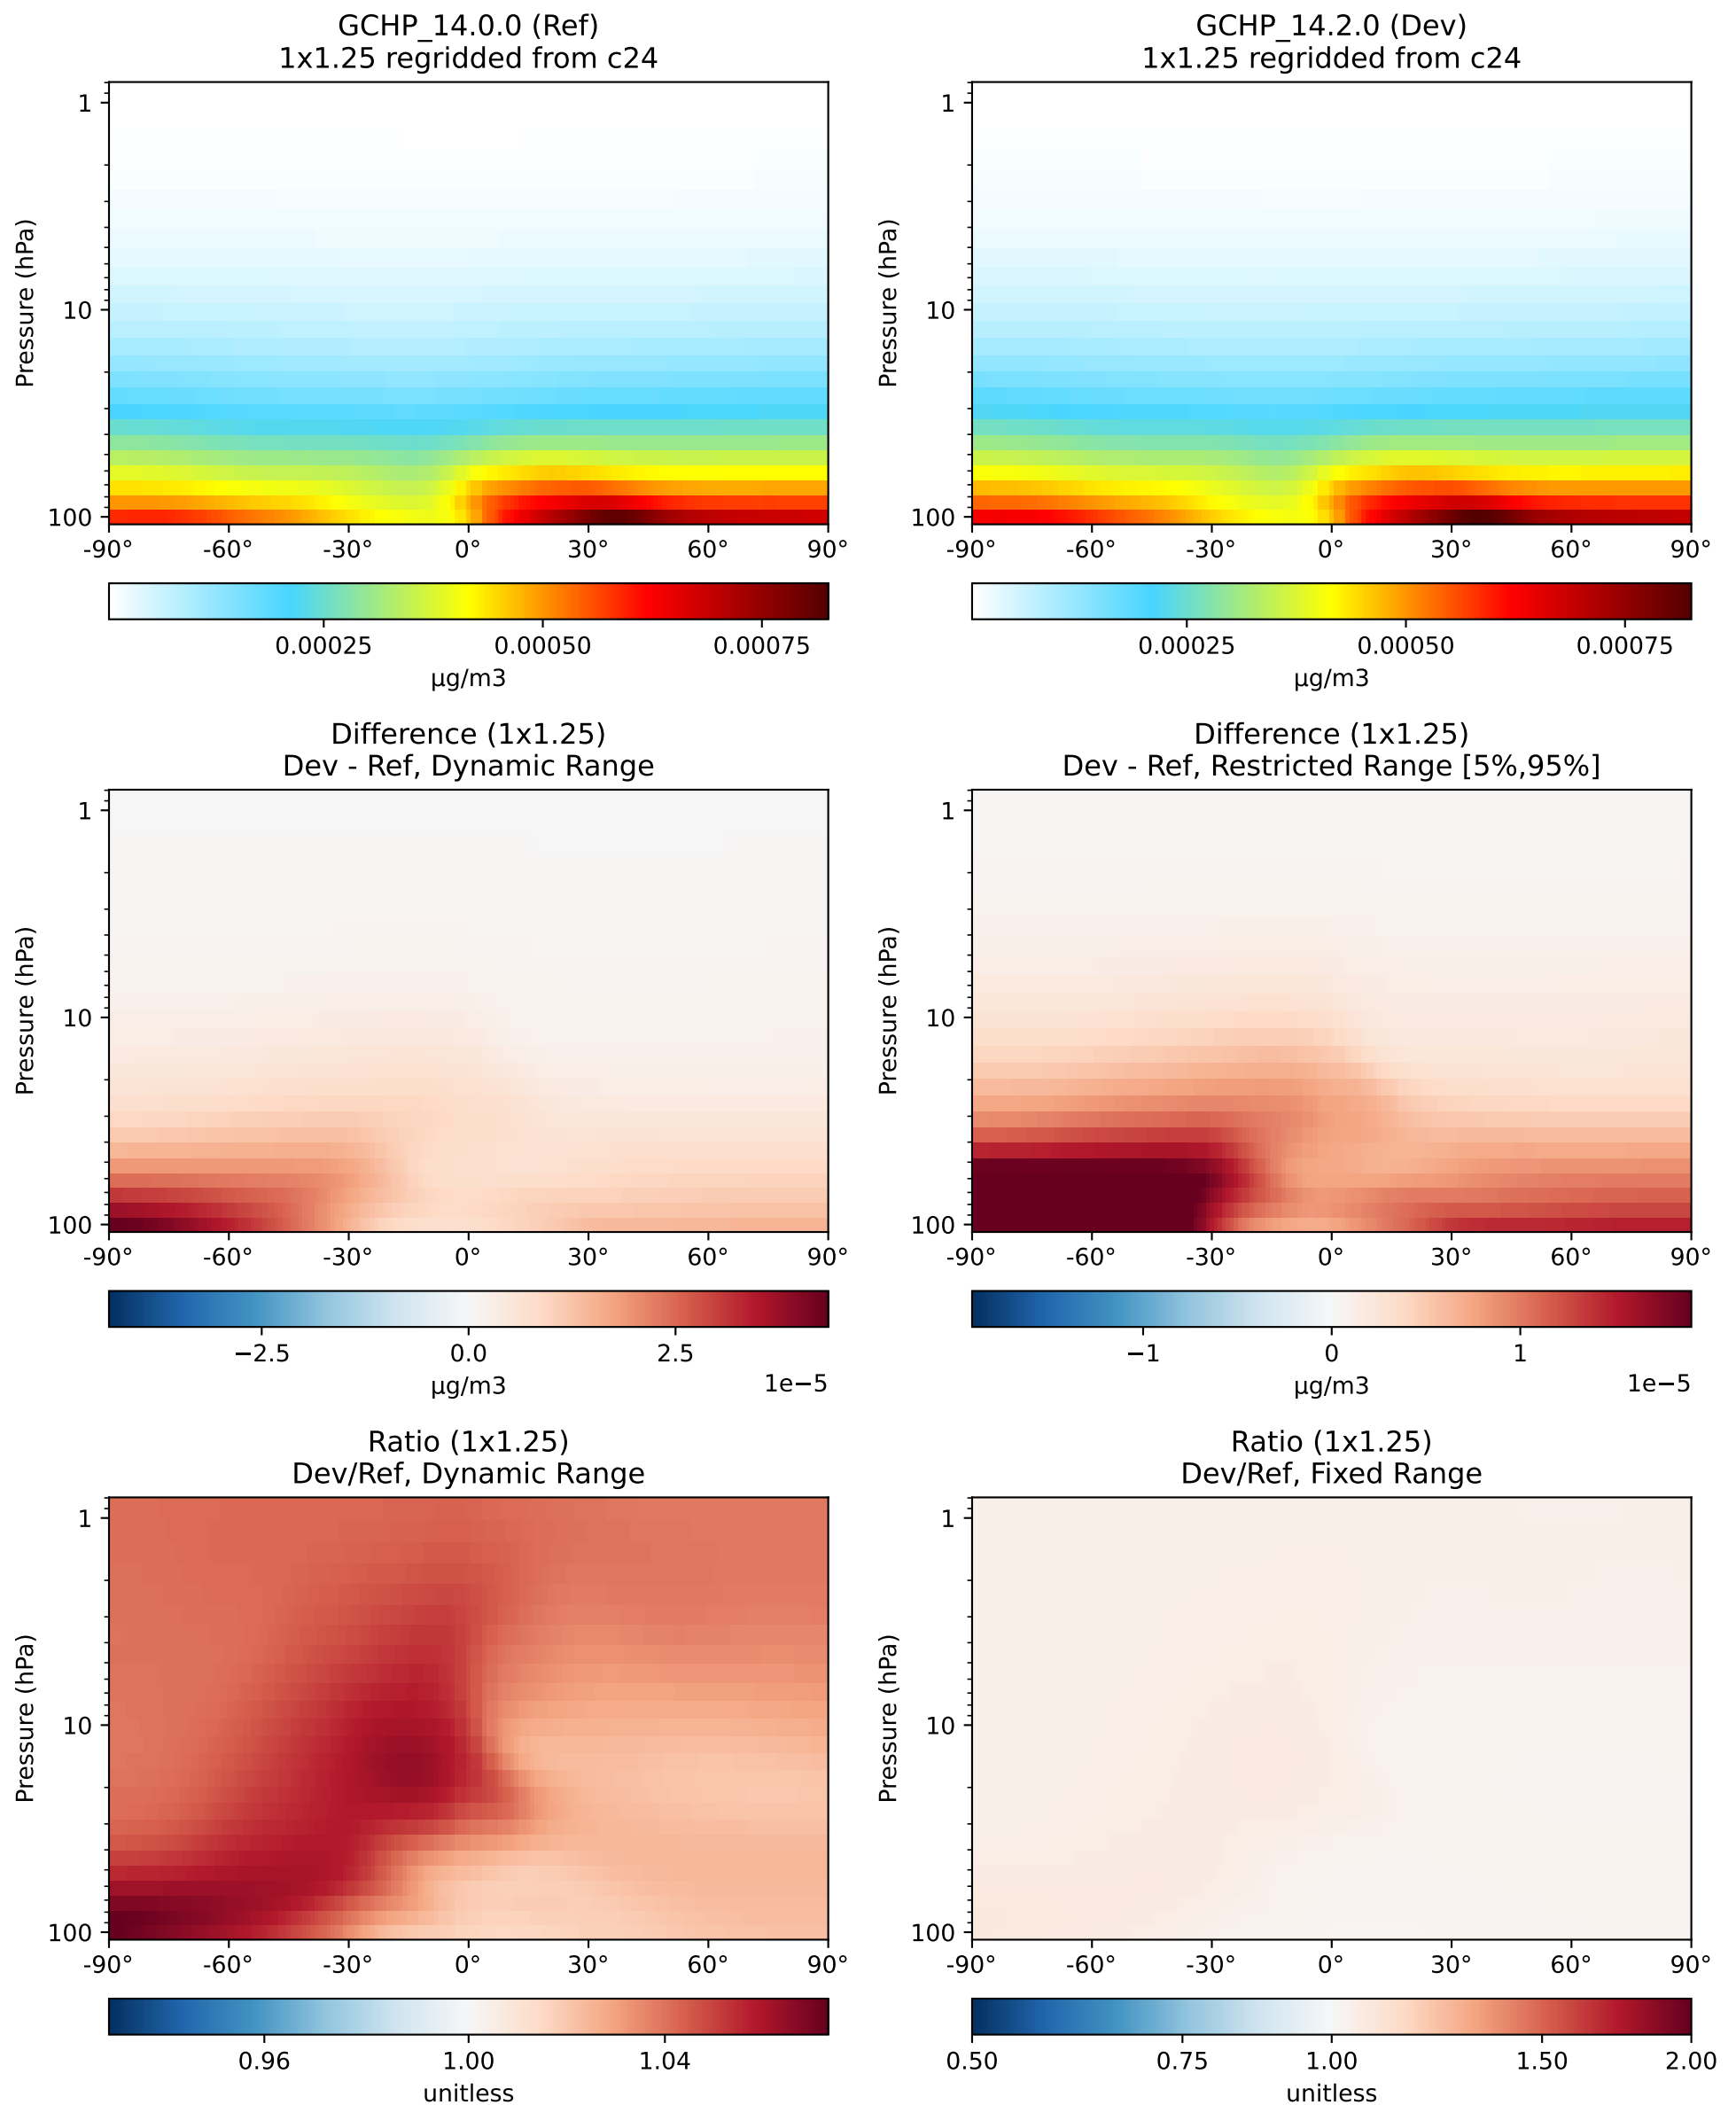 GCHP_14.0.0 (Ref)
1x1.25 regridded from c24
Pressure (hPa)
1
10
100
-90° -60° -30° 0° 30° 60° 90°
0.00025 0.00050 0.00075
µg/m3
GCHP_14.2.0 (Dev)
1x1.25 regridded from c24
Pressure (hPa)
1
10
100
-90° -60° -30° 0° 30° 60° 90°
0.00025 0.00050 0.00075
µg/m3
Difference (1x1.25)
Dev - Ref, Dynamic Range
Pressure (hPa)
1
10
100
-90° -60° -30° 0° 30° 60° 90°
−2.5 0.0 2.5
µg/m3 1e−5
Difference (1x1.25)
Dev - Ref, Restricted Range [5%,95%]
Pressure (hPa)
1
10
100
-90° -60° -30° 0° 30° 60° 90°
−1 0 1
µg/m3 1e−5
Ratio (1x1.25)
Dev/Ref, Dynamic Range
Pressure (hPa)
1
10
100
-90° -60° -30° 0° 30° 60° 90°
0.96 1.00 1.04
unitless
Ratio (1x1.25)
Dev/Ref, Fixed Range
Pressure (hPa)
1
10
100
-90° -60° -30° 0° 30° 60° 90°
0.50 0.75 1.00 1.50 2.00
unitless